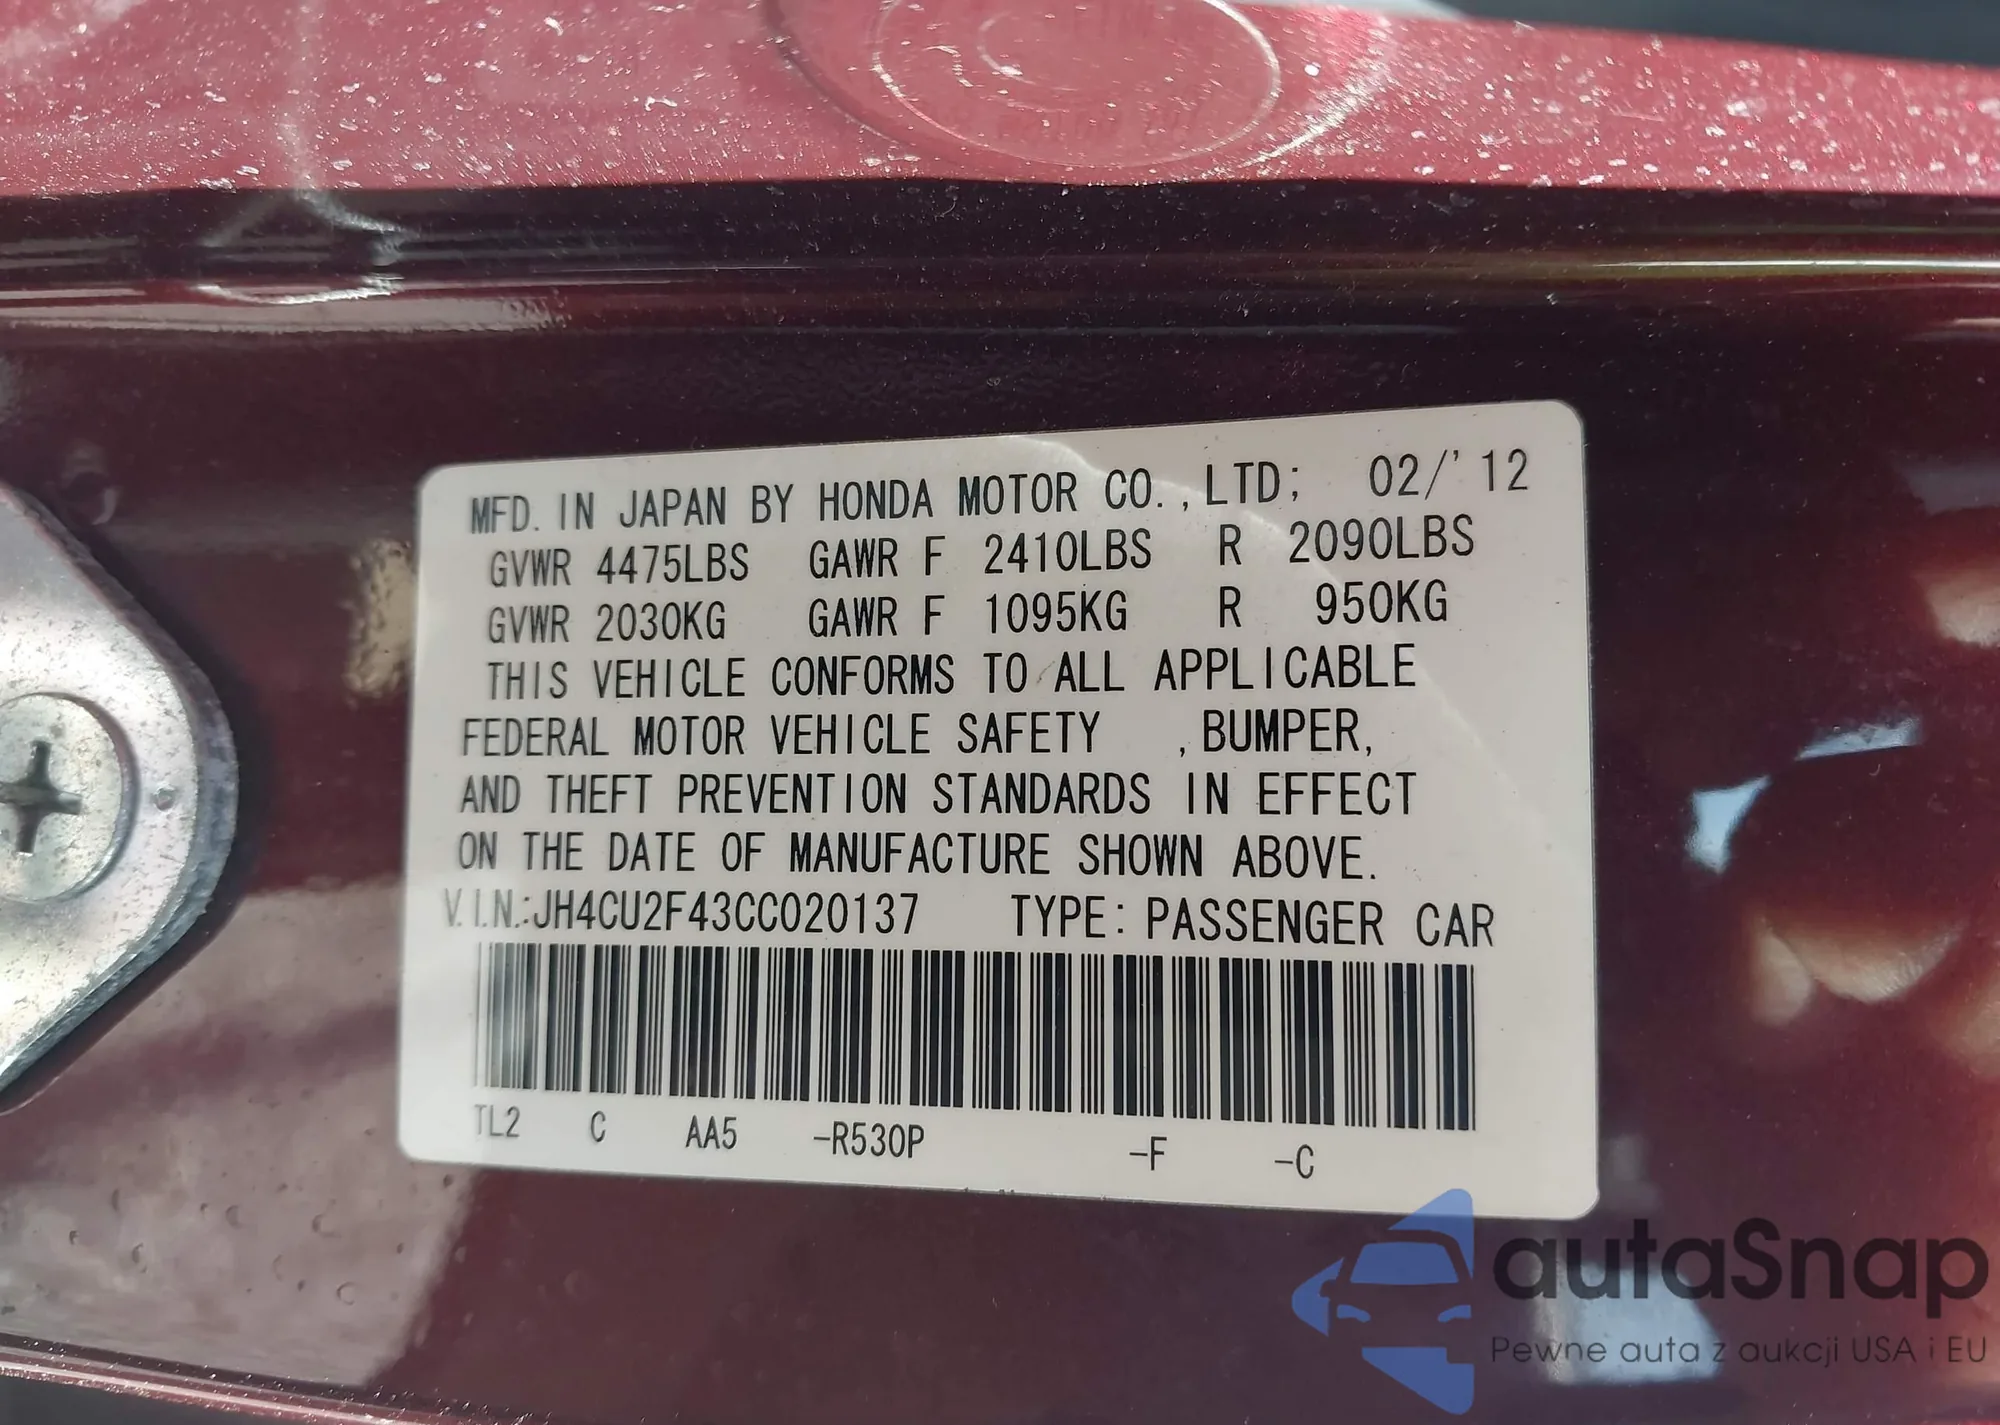 MFD. IN JAPAN BY HONDA MOTOR CO., LTD; 02/'12
GVWR 4475LBS GAWR F 2410LBS R 2090LBS
GVWR 2030KG GAWR F 1095KG R 950KG
THIS VEHICLE CONFORMS TO ALL APPLICABLE
FEDERAL MOTOR VEHICLE SAFETY , BUMPER,
AND THEFT PREVENTION STANDARDS IN EFFECT
ON THE DATE OF MANUFACTURE SHOWN ABOVE.
V.I.N.:JH4CU2F43CC020137 TYPE: PASSENGER CAR
TL2 C AA5 -R530P -F -C
autaSnap
Pewne auta z aukcji USA i EU